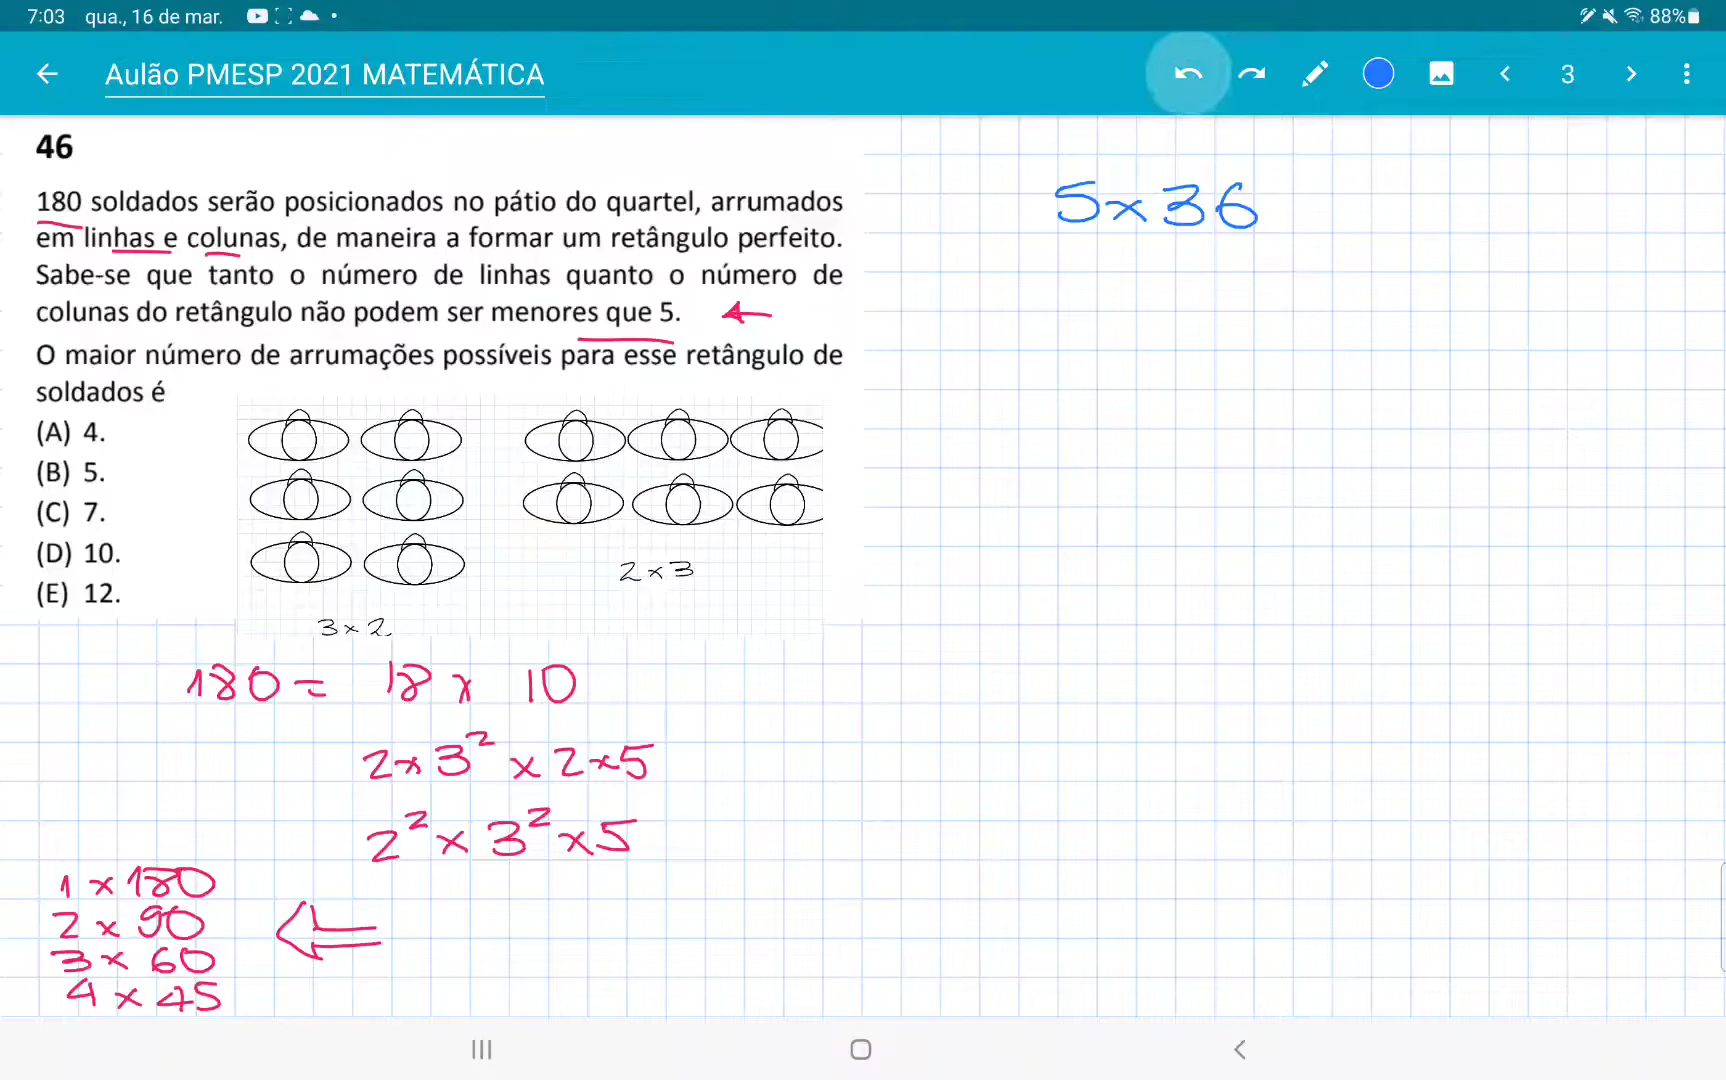 7:03 qua., 16 de mar. 88%
Aulão PMESP 2021 MATEMÁTICA 3
46
180 soldados serão posicionados no pátio do quartel, arrumados
em linhas e colunas, de maneira a formar um retângulo perfeito.
Sabe-se que tanto o número de linhas quanto o número de
colunas do retângulo não podem ser menores que 5.
O maior número de arrumações possíveis para esse retângulo de
soldados é
(A) 4.
(B) 5.
(C) 7.
(D) 10.
(E) 12.
2 x 3
3 x 2
180 = 18 x 10
2 x 3² x 2 x 5
2² x 3² x 5
1 x 180
2 x 90
3 x 60
4 x 45
5 x 36